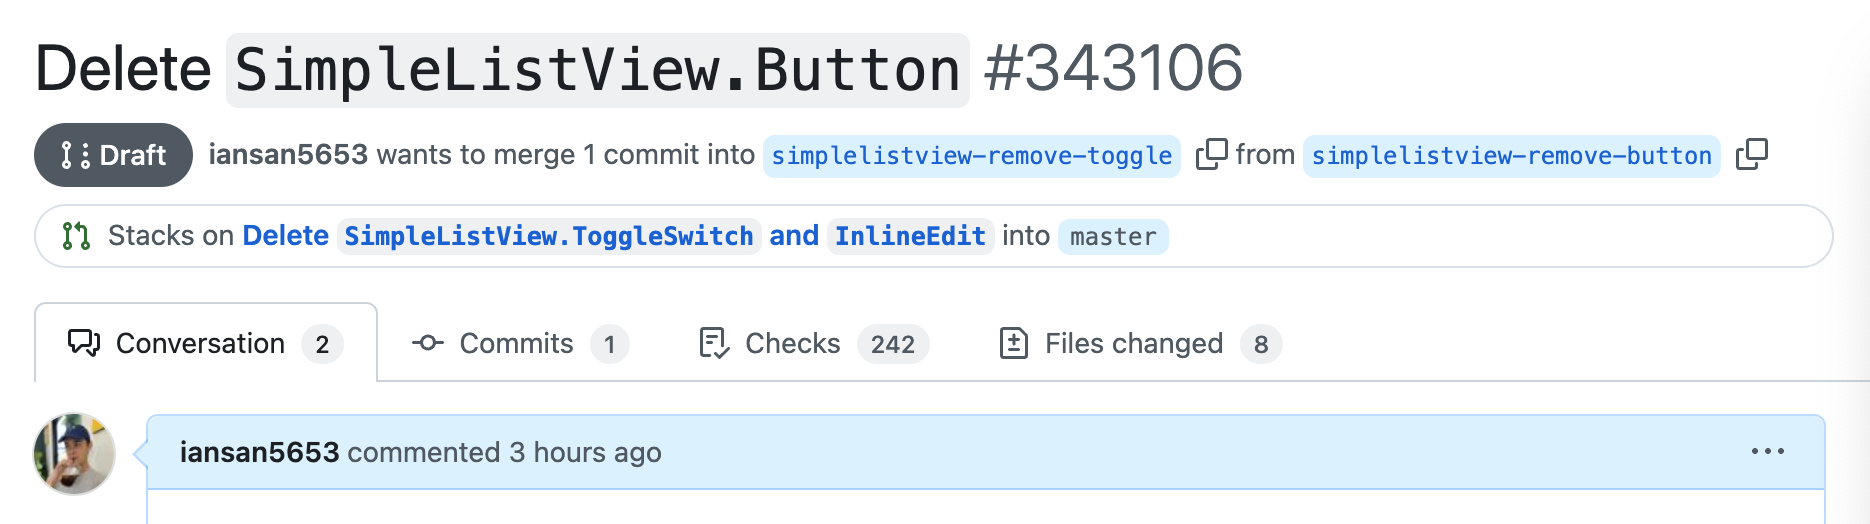 Delete SimpleListView.Button #343106
Draft iansan5653 wants to merge 1 commit into simplelistview-remove-toggle from simplelistview-remove-button
Stacks on Delete SimpleListView.ToggleSwitch and InlineEdit into master
Conversation 2 Commits 1 Checks 242 Files changed 8
iansan5653 commented 3 hours ago